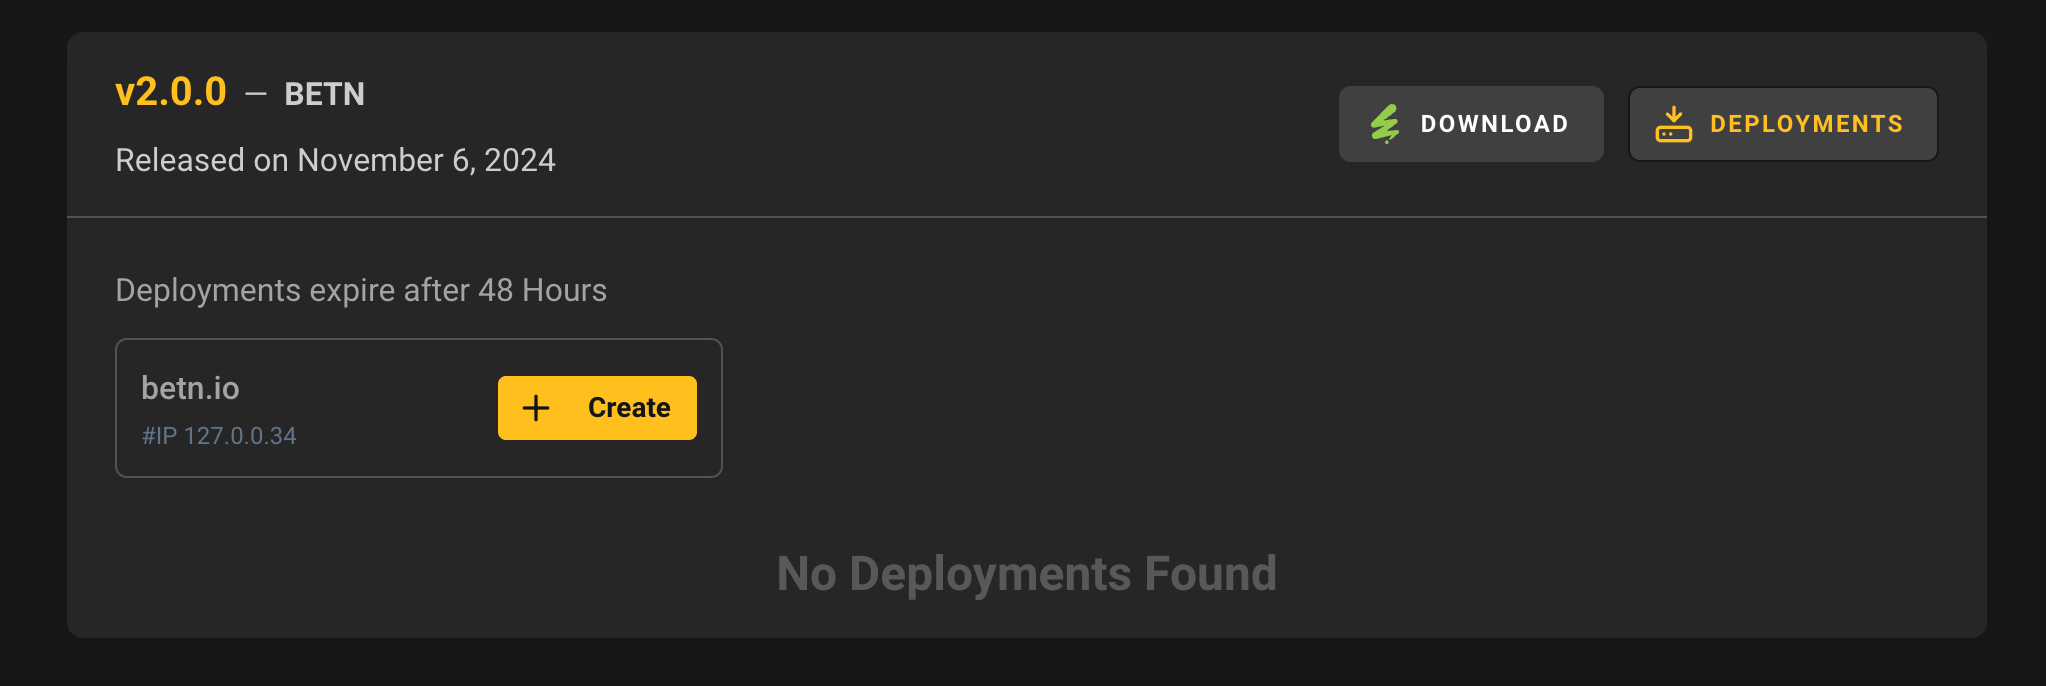 v2.0.0 — BETN
Released on November 6, 2024
DOWNLOAD
DEPLOYMENTS
Deployments expire after 48 Hours
betn.io
#IP 127.0.0.34
Create
No Deployments Found